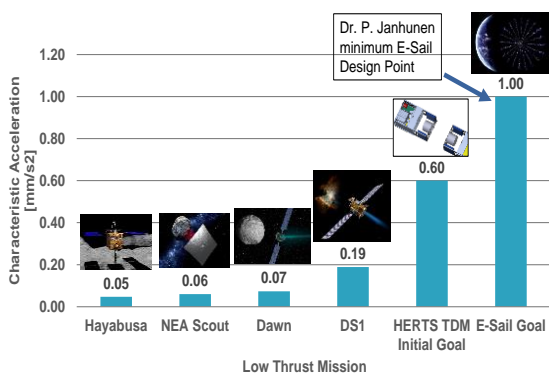 Dr. P. Janhunen
minimum E-Sail
Design Point
Characteristic Acceleration
[mm/s2]
1.20
1.00
0.80
0.60
0.40
0.20
0.00
0.05
0.06
0.07
0.19
0.60
1.00
Hayabusa
NEA Scout
Dawn
DS1
HERTS TDM
Initial Goal
E-Sail Goal
Low Thrust Mission